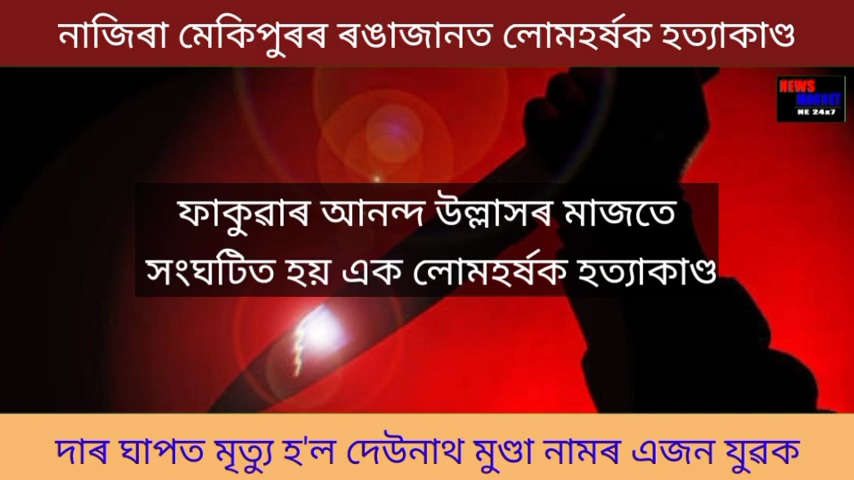 নাজিৰা মেকিপুৰৰ ৰঙাজানত লোমহৰ্ষক হত্যাকাণ্ড
NEWS
MAGNET
NE 24x7
ফাকুৱাৰ আনন্দ উল্লাসৰ মাজতে
সংঘটিত হয় এক লোমহৰ্ষক হত্যাকাণ্ড
দাৰ ঘাপত মৃত্যু হ'ল দেউনাথ মুণ্ডা নামৰ এজন যুৱক